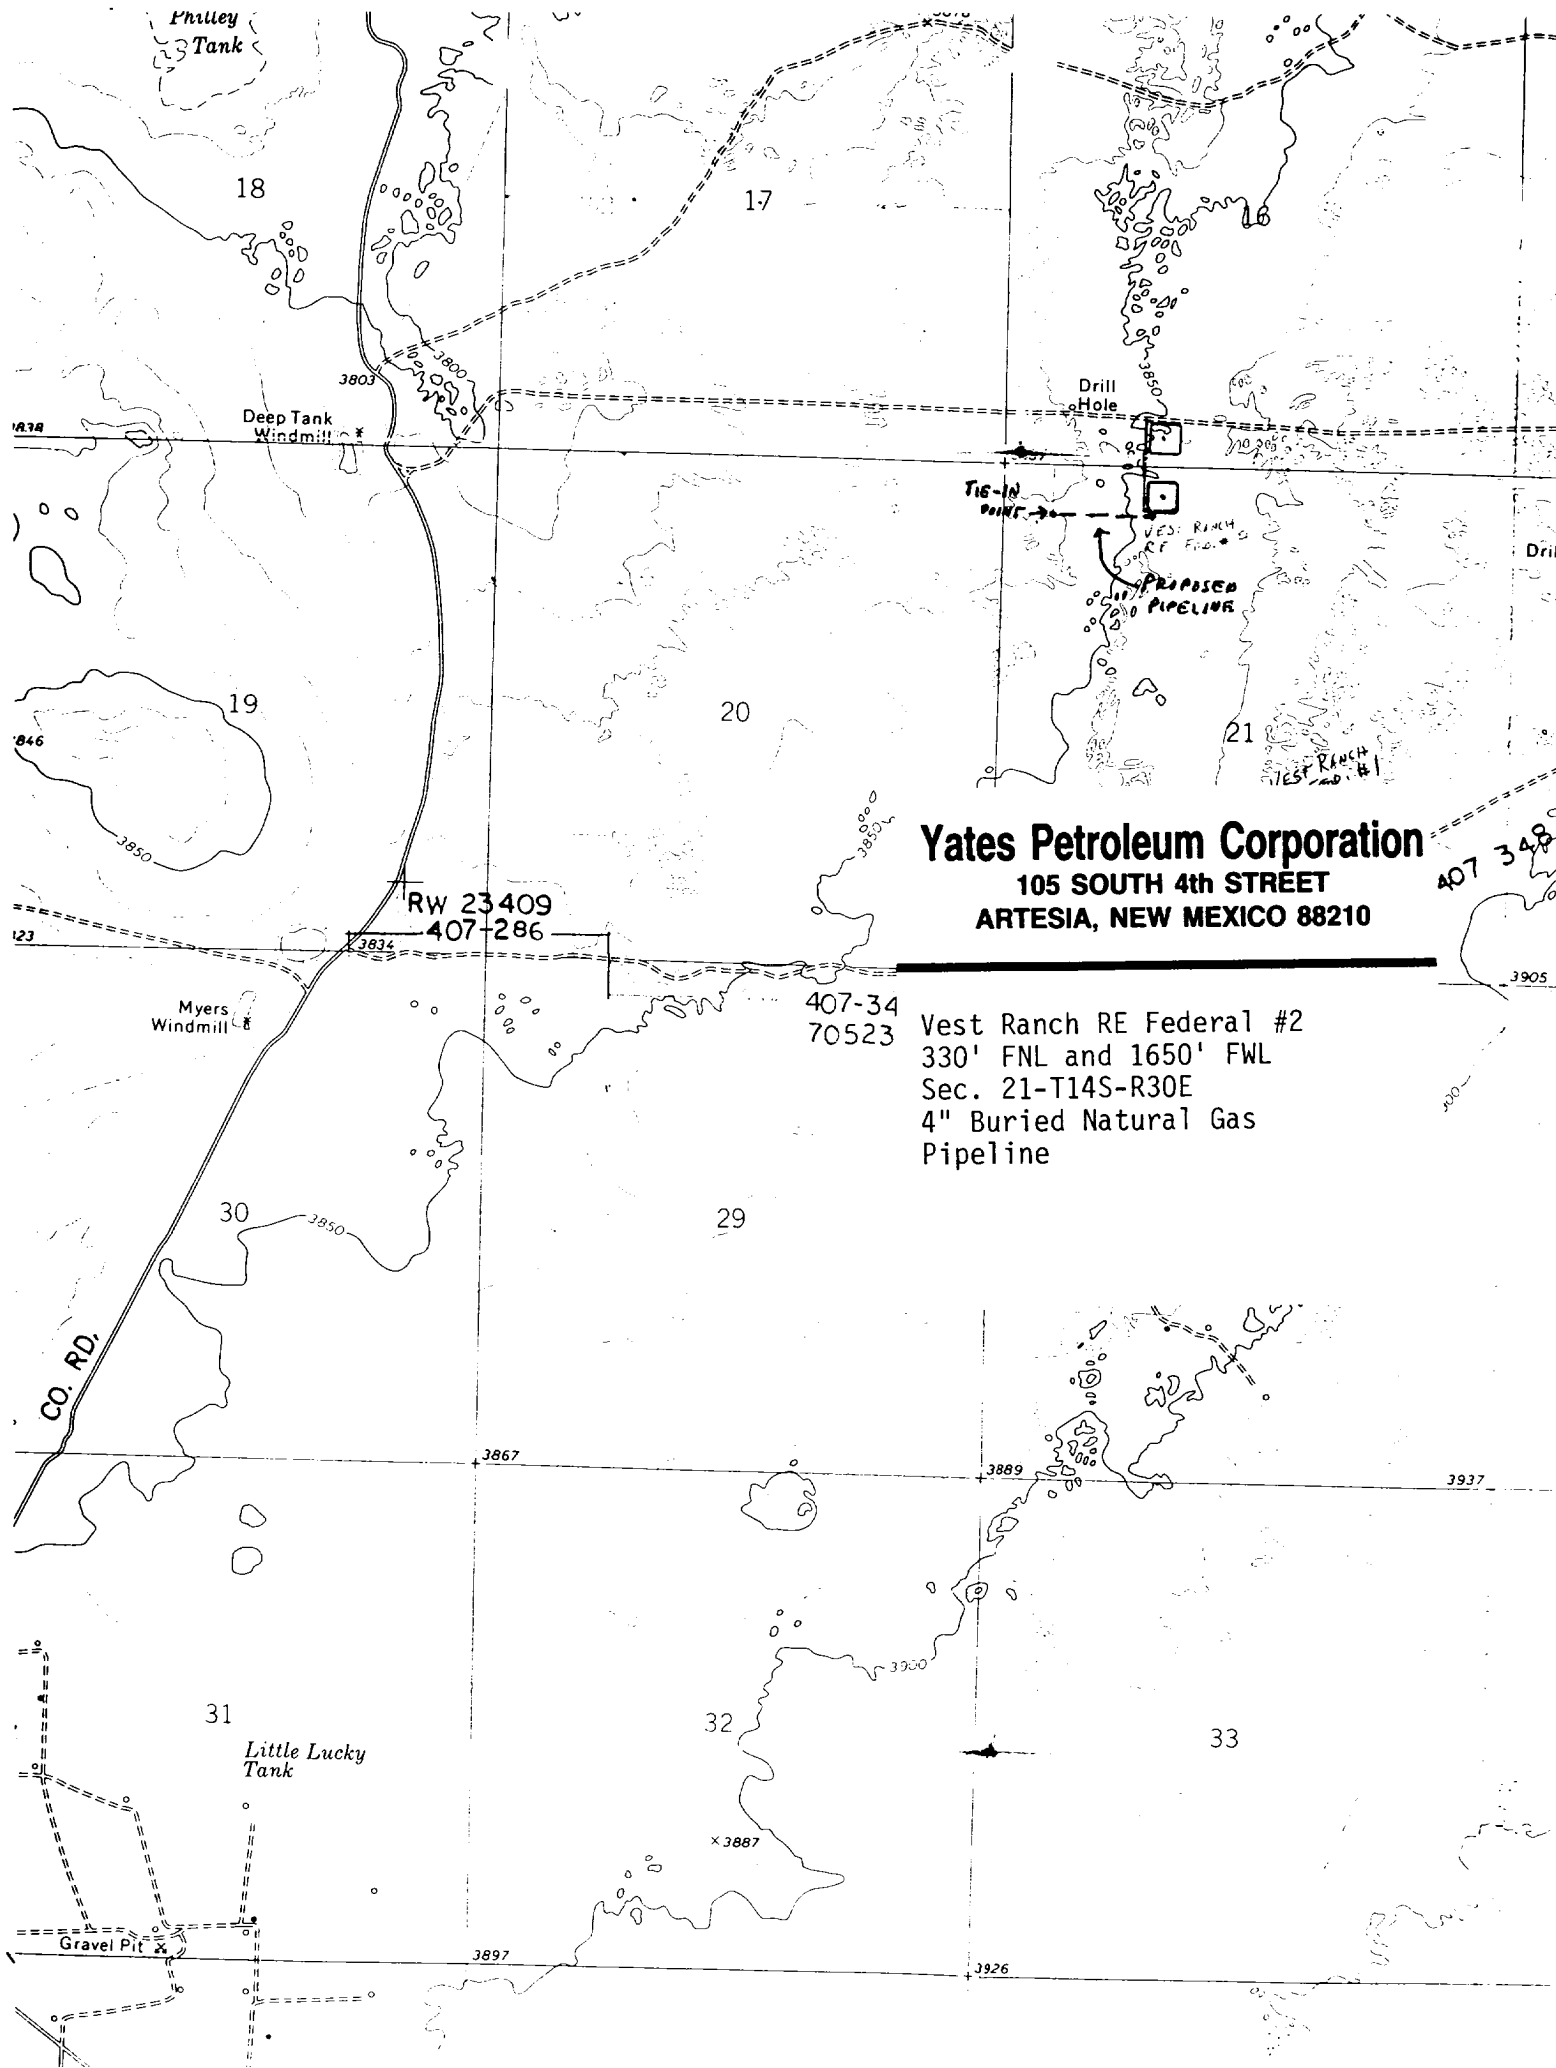 Philley
Tank
18
17
16
3803
3800
3850
Drill
Hole
Deep Tank
Windmill
TIE-IN
POINT
VEST RANCH
RE FED. #
PROPOSED
PIPELINE
19
20
21
VEST RANCH
#1
3850
3850
Yates Petroleum Corporation
105 SOUTH 4th STREET
ARTESIA, NEW MEXICO 88210
407 348
RW 23409
407-286
3834
3905
Myers
Windmill
407-34
70523
Vest Ranch RE Federal #2
330' FNL and 1650' FWL
Sec. 21-T14S-R30E
4" Buried Natural Gas
Pipeline
30
3850
29
CO. RD.
3867
3889
3937
3900
31
32
33
Little Lucky
Tank
3887
Gravel Pit
3897
3926